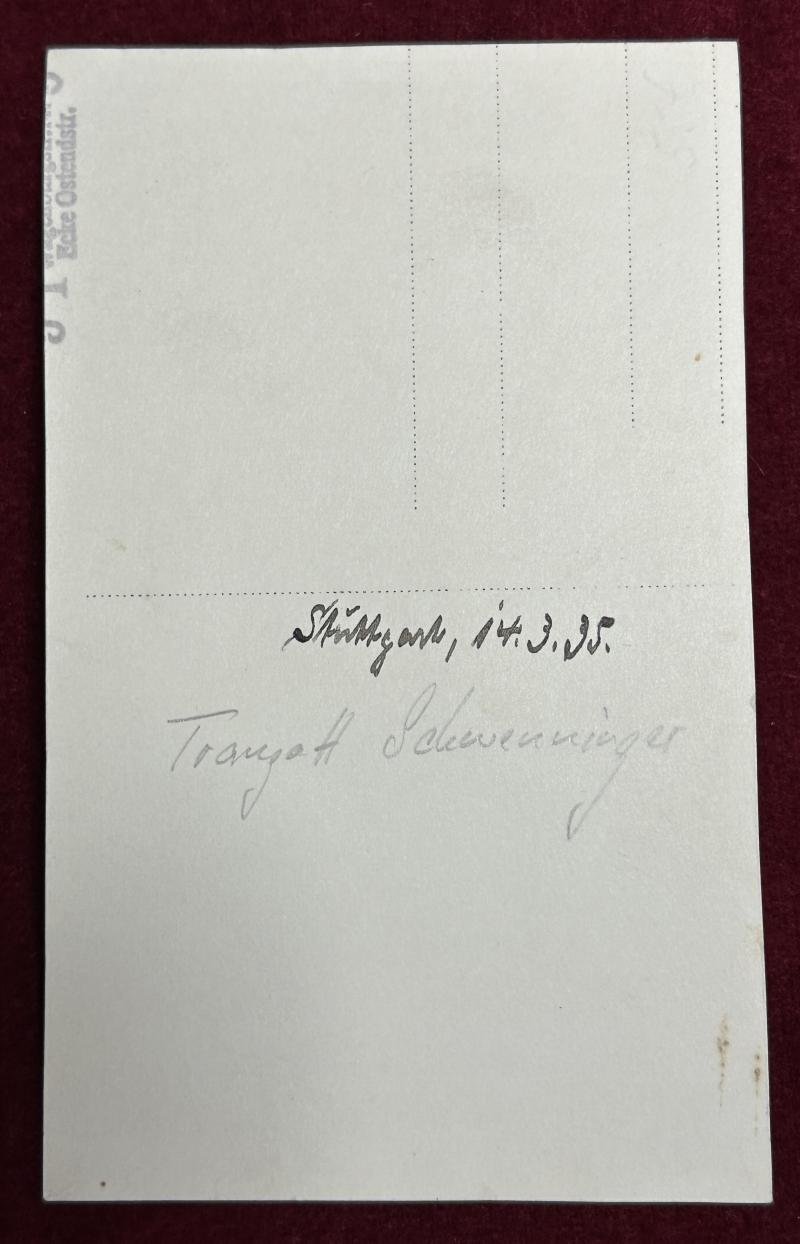 Ecke Ostendstr.
Stuttgart, 14.3.35.
Traugott Schwenninger